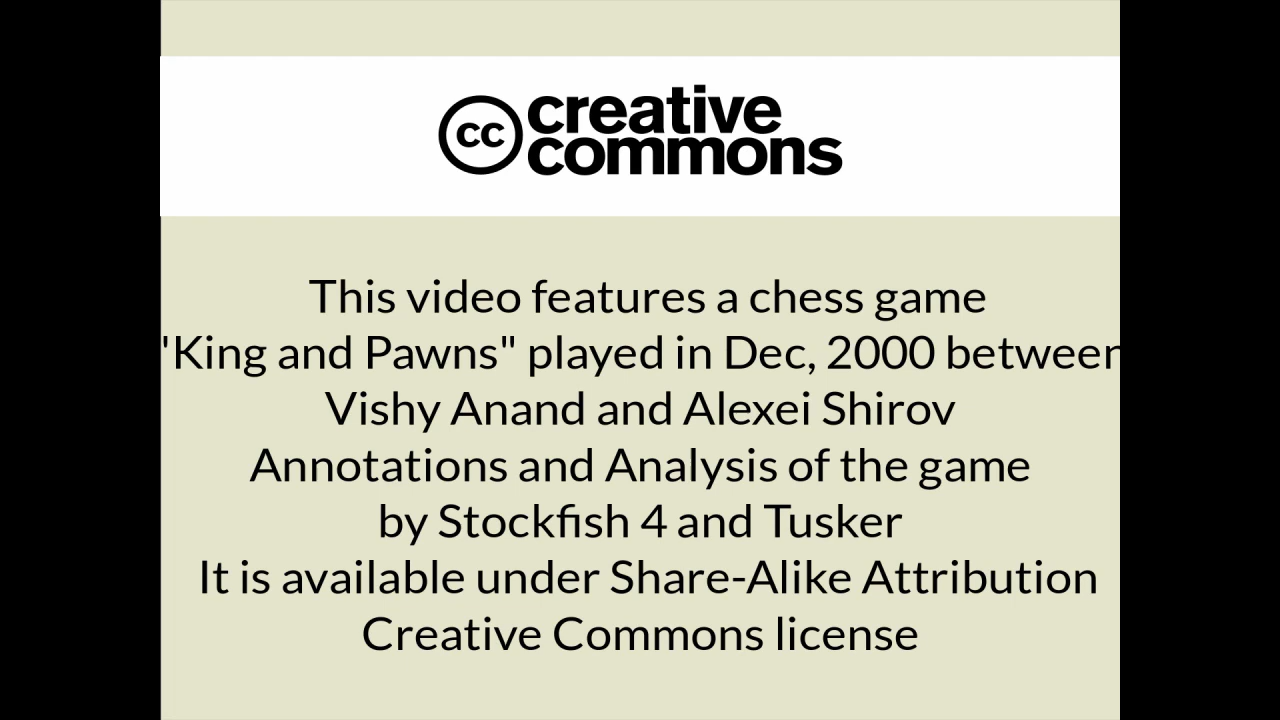 cc creative
commons
This video features a chess game
"King and Pawns" played in Dec, 2000 between
Vishy Anand and Alexei Shirov
Annotations and Analysis of the game
by Stockfish 4 and Tusker
It is available under Share-Alike Attribution
Creative Commons license